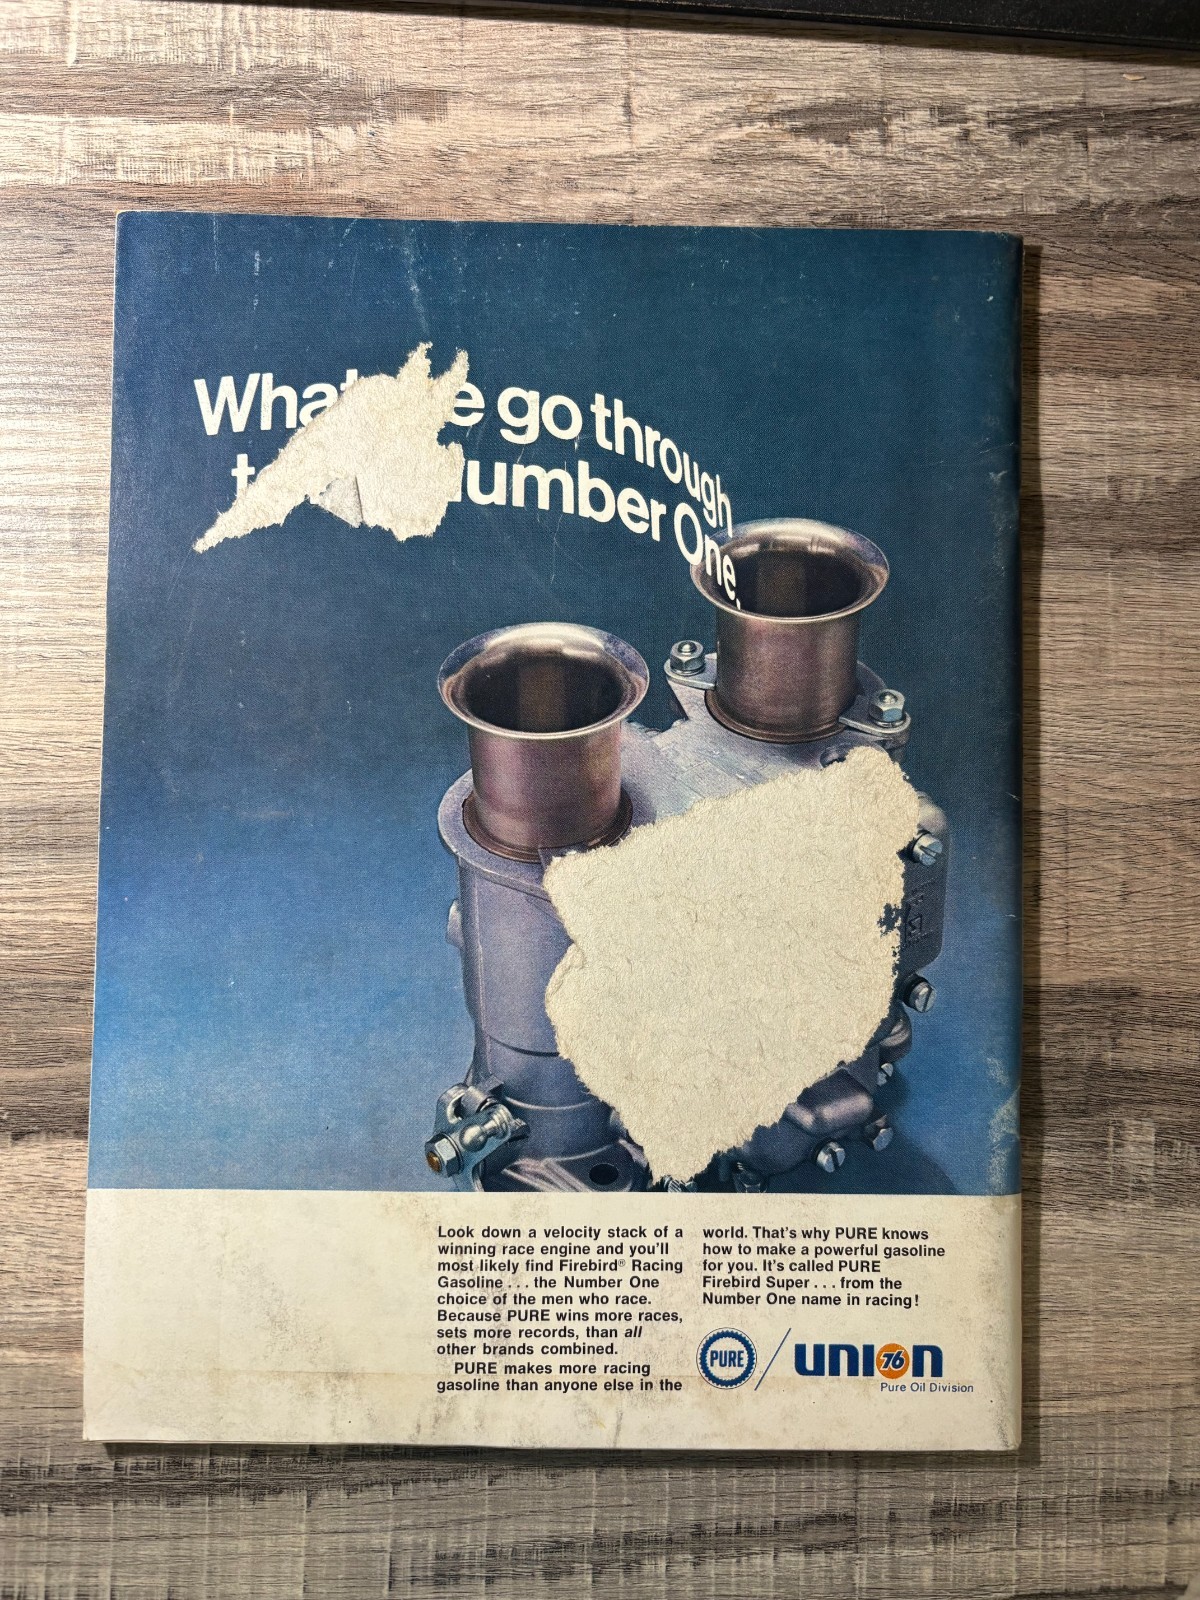 What go through
Number One.
Look down a velocity stack of a
winning race engine and you'll
most likely find Firebird® Racing
Gasoline . . . the Number One
choice of the men who race.
Because PURE wins more races,
sets more records, than all
other brands combined.
PURE makes more racing
gasoline than anyone else in the
world. That's why PURE knows
how to make a powerful gasoline
for you. It's called PURE
Firebird Super . . . from the
Number One name in racing!
PURE
UNION
76
Pure Oil Division